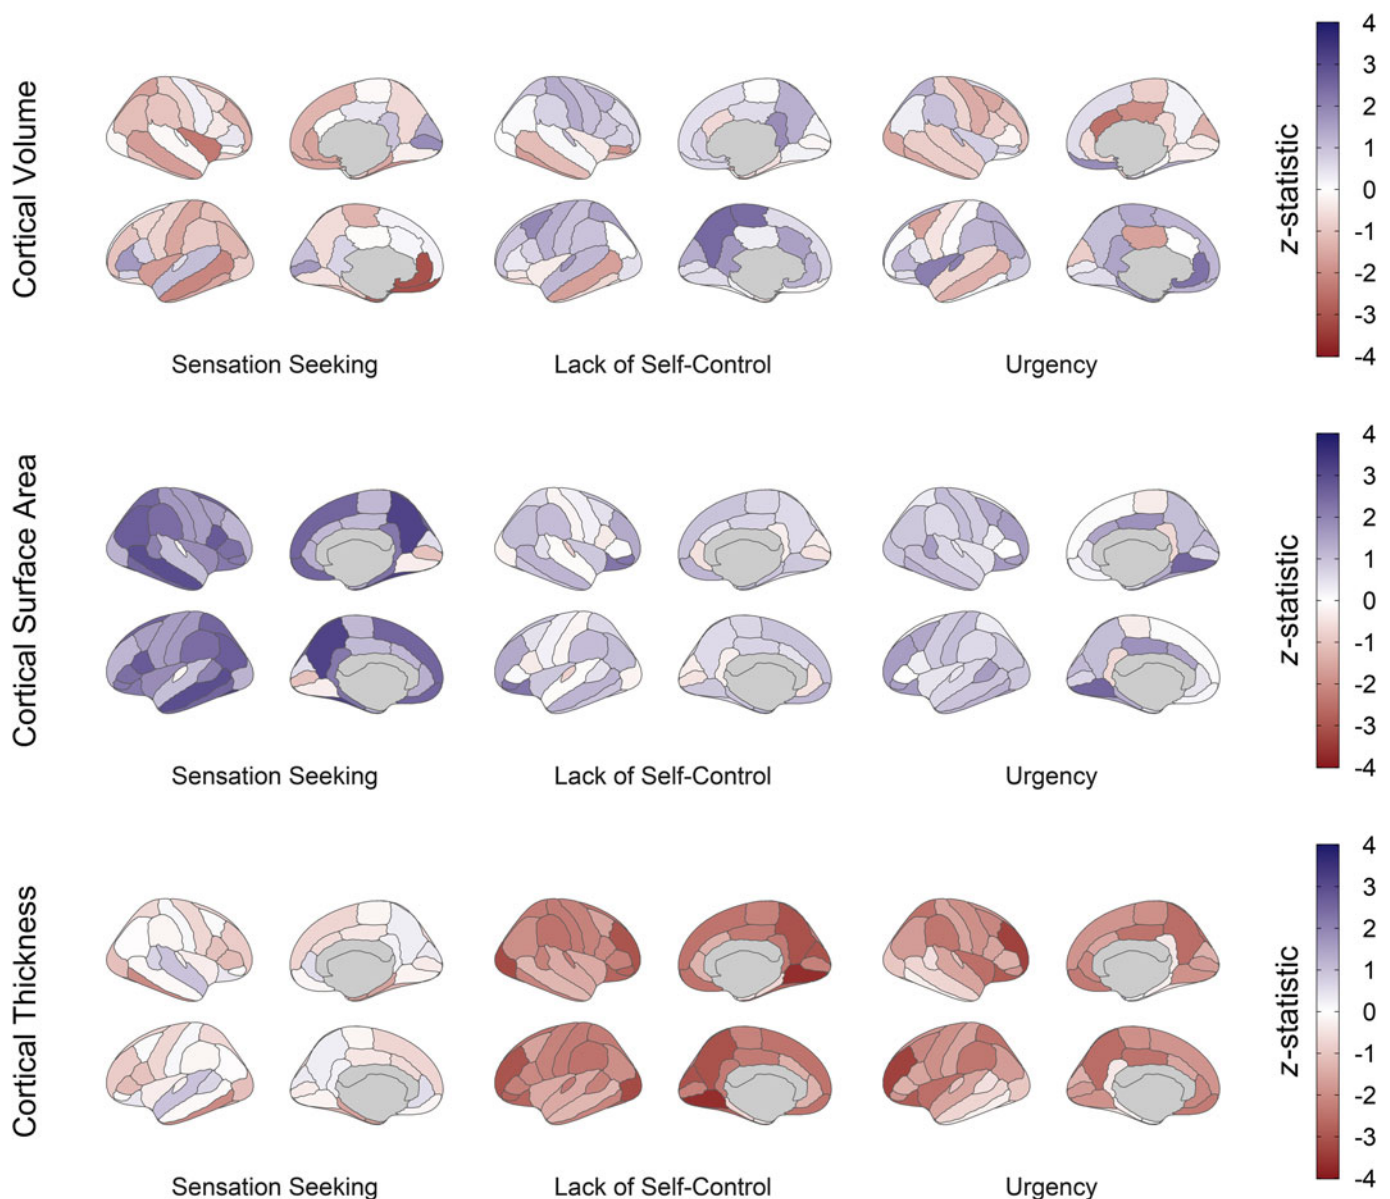 Cortical Volume
Sensation Seeking
Lack of Self-Control
Urgency
z-statistic
4
3
2
1
0
-1
-2
-3
-4
Cortical Surface Area
Sensation Seeking
Lack of Self-Control
Urgency
z-statistic
4
3
2
1
0
-1
-2
-3
-4
Cortical Thickness
Sensation Seeking
Lack of Self-Control
Urgency
z-statistic
4
3
2
1
0
-1
-2
-3
-4